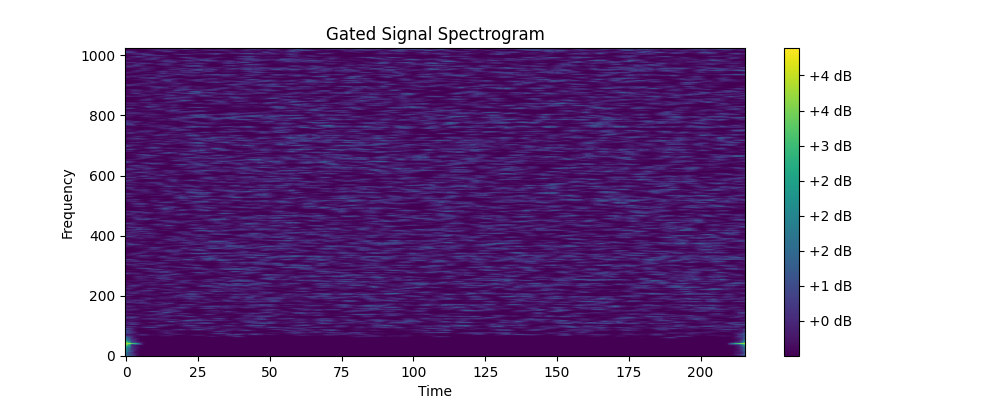 Gated Signal Spectrogram
Frequency
1000
800
600
400
200
0
0 25 50 75 100 125 150 175 200
Time
+4 dB
+4 dB
+3 dB
+2 dB
+2 dB
+2 dB
+1 dB
+0 dB